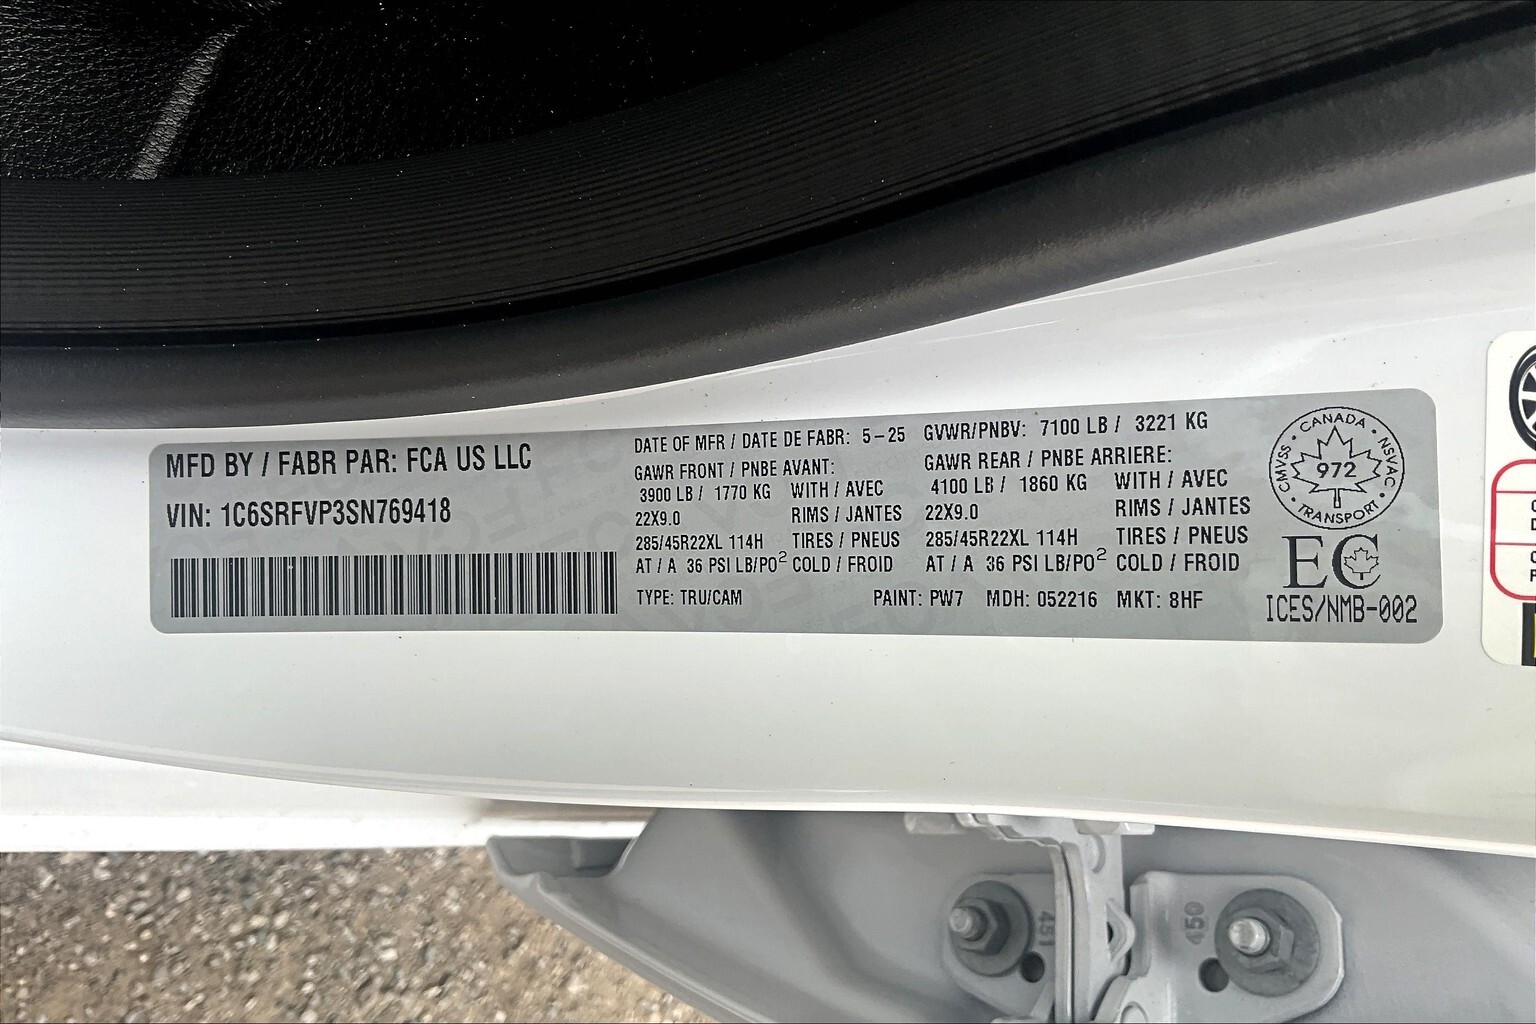 MFD BY / FABR PAR: FCA US LLC
VIN: 1C6SRFVP3SN769418
DATE OF MFR / DATE DE FABR: 5-25 GVWR/PNBV: 7100 LB / 3221 KG
GAWR FRONT / PNBE AVANT: GAWR REAR / PNBE ARRIERE:
3900 LB / 1770 KG WITH / AVEC 4100 LB / 1860 KG WITH / AVEC
22X9.0 RIMS / JANTES 22X9.0 RIMS / JANTES
285/45R22XL 114H TIRES / PNEUS 285/45R22XL 114H TIRES / PNEUS
AT / A 36 PSI LB/PO² COLD / FROID AT / A 36 PSI LB/PO² COLD / FROID
TYPE: TRU/CAM PAINT: PW7 MDH: 052216 MKT: 8HF
CANADA
CMVSS · NSVAC
972
TRANSPORT
EC
ICES/NMB-002
451
450